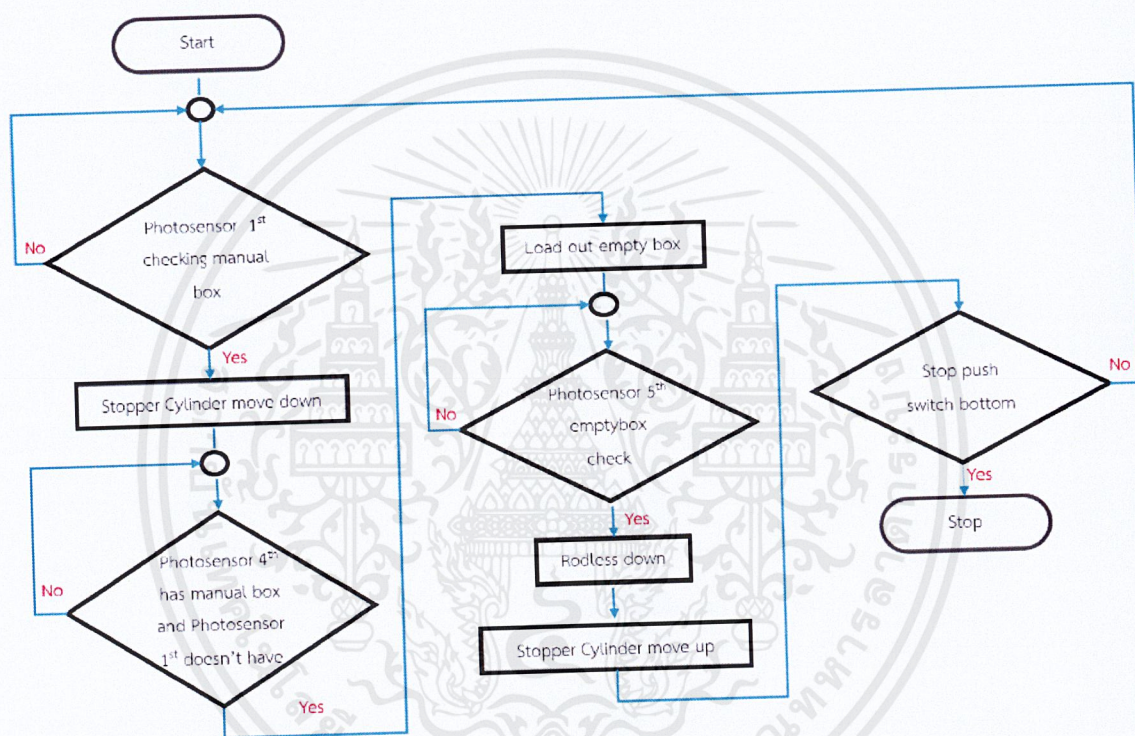 Start
Photosensor 1st
checking manual
box
No
Yes
Stopper Cylinder move down
Photosensor 4th
has manual box
and Photosensor
1st doesn't have
No
Yes
Load out empty box
Photosensor 5th
emptybox
check
No
Yes
Rodless down
Stopper Cylinder move up
Stop push
switch bottom
No
Yes
Stop